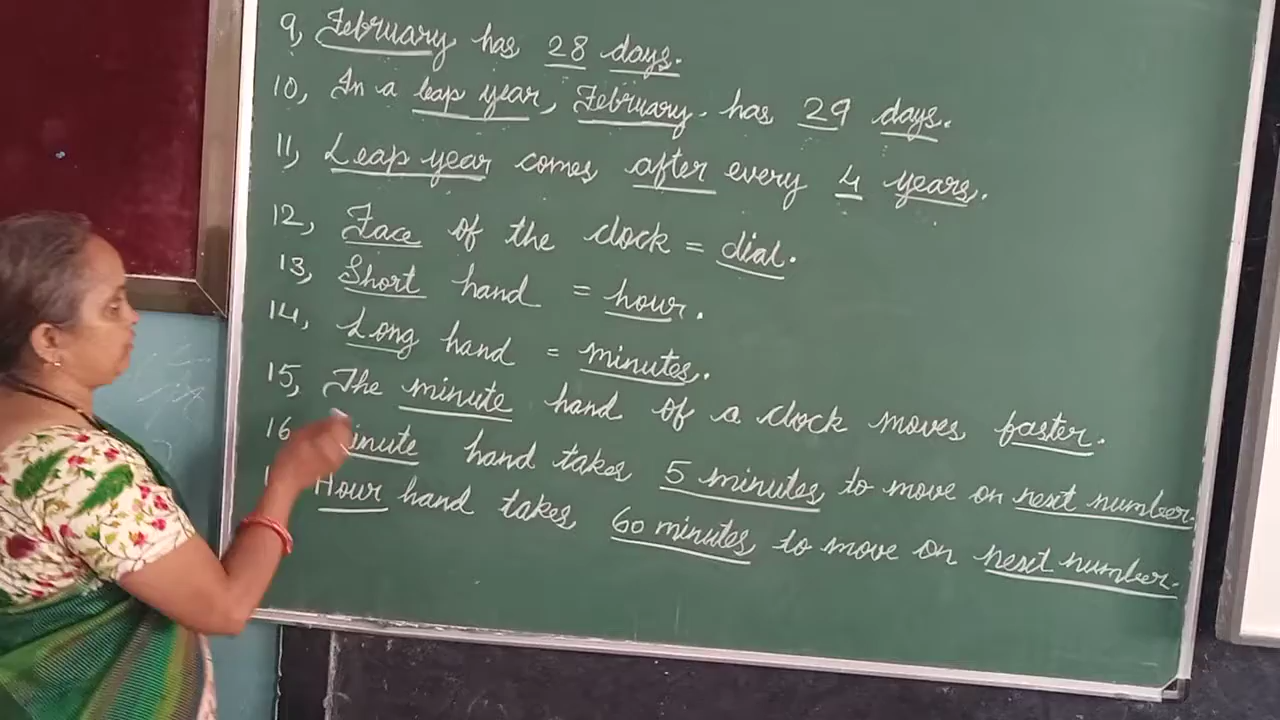 9, February has 28 days.
10, In a leap year, February. has 29 days.
11, Leap year comes after every 4 years.
12, Face of the clock = dial.
13, Short hand = hour.
14, Long hand = minutes.
15, The minute hand of a clock moves faster.
16 inute hand takes 5 minutes to move on next number.
Hour hand takes 60 minutes to move on next number.